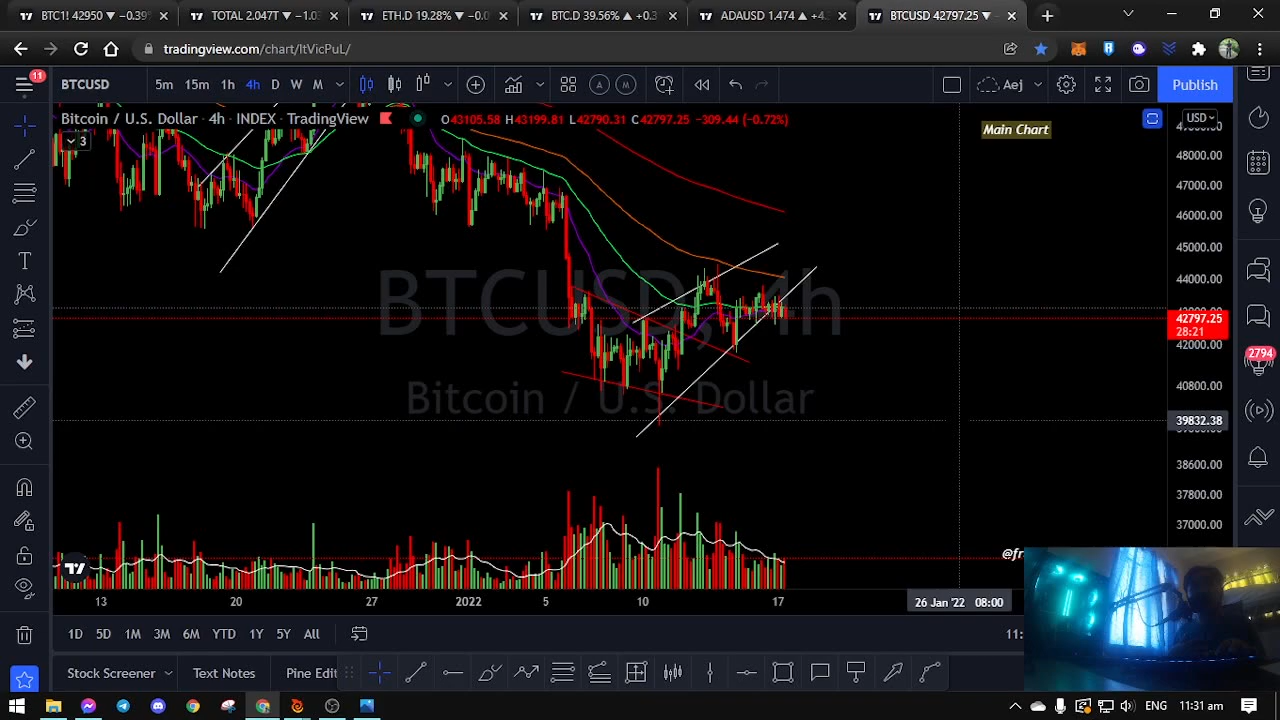 BTC1! 42950 ▼ −0.39%
TOTAL 2.047T ▼ −1.0
ETH.D 19.28% ▼ −0.0
BTC.D 39.56% ▲ +0.3
ADAUSD 1.474 ▲ +4.
BTCUSD 42797.25 ▼
tradingview.com/chart/ltVicPuL/
11
BTCUSD
5m 15m 1h 4h D W M
A M
Aej
Publish
Bitcoin / U.S. Dollar · 4h · INDEX · TradingView
O43105.58 H43199.81 L42790.31 C42797.25 −309.44 (−0.72%)
3
Main Chart
USD
48000.00
47000.00
46000.00
45000.00
44000.00
42797.25
28:21
42000.00
40800.00
39832.38
38600.00
37800.00
37000.00
BTCUSD, 4h
Bitcoin / U.S. Dollar
2794
@fr
13 20 27 2022 5 10 17
26 Jan '22 08:00
1D 5D 1M 3M 6M YTD 1Y 5Y All
11:
Stock Screener
Text Notes
Pine Edit
ENG
11:31 am